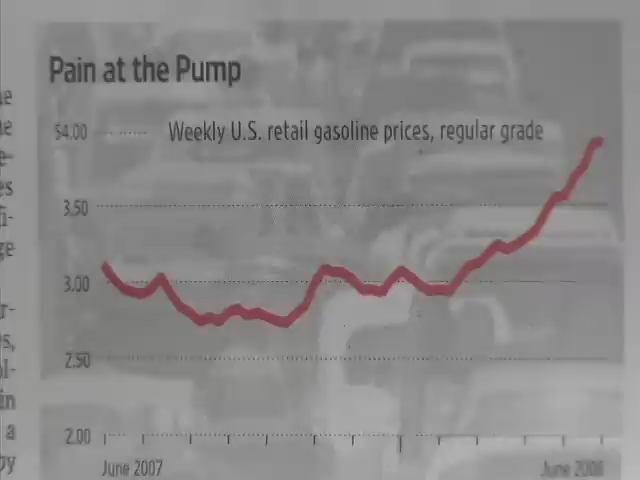 Pain at the Pump
$4.00
Weekly U.S. retail gasoline prices, regular grade
3.50
3.00
2.50
2.00
June 2007
June 2008